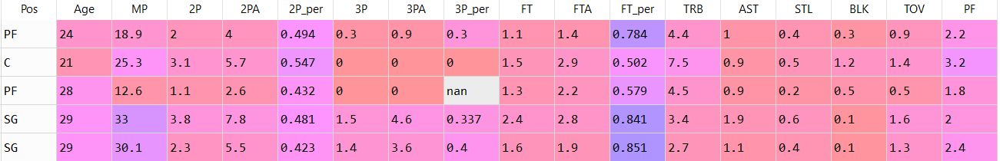 Pos Age MP 2P 2PA 2P_per 3P 3PA 3P_per FT FTA FT_per TRB AST STL BLK TOV PF
PF 24 18.9 2 4 0.494 0.3 0.9 0.3 1.1 1.4 0.784 4.4 1 0.4 0.3 0.9 2.2
C 21 25.3 3.1 5.7 0.547 0 0 0 1.5 2.9 0.502 7.5 0.9 0.5 1.2 1.4 3.2
PF 28 12.6 1.1 2.6 0.432 0 0 nan 1.3 2.2 0.579 4.5 0.9 0.2 0.5 0.5 1.8
SG 29 33 3.8 7.8 0.481 1.5 4.6 0.337 2.4 2.8 0.841 3.4 1.9 0.6 0.1 1.6 2
SG 29 30.1 2.3 5.5 0.423 1.4 3.6 0.4 1.6 1.9 0.851 2.7 1.1 0.4 0.1 1.3 2.4